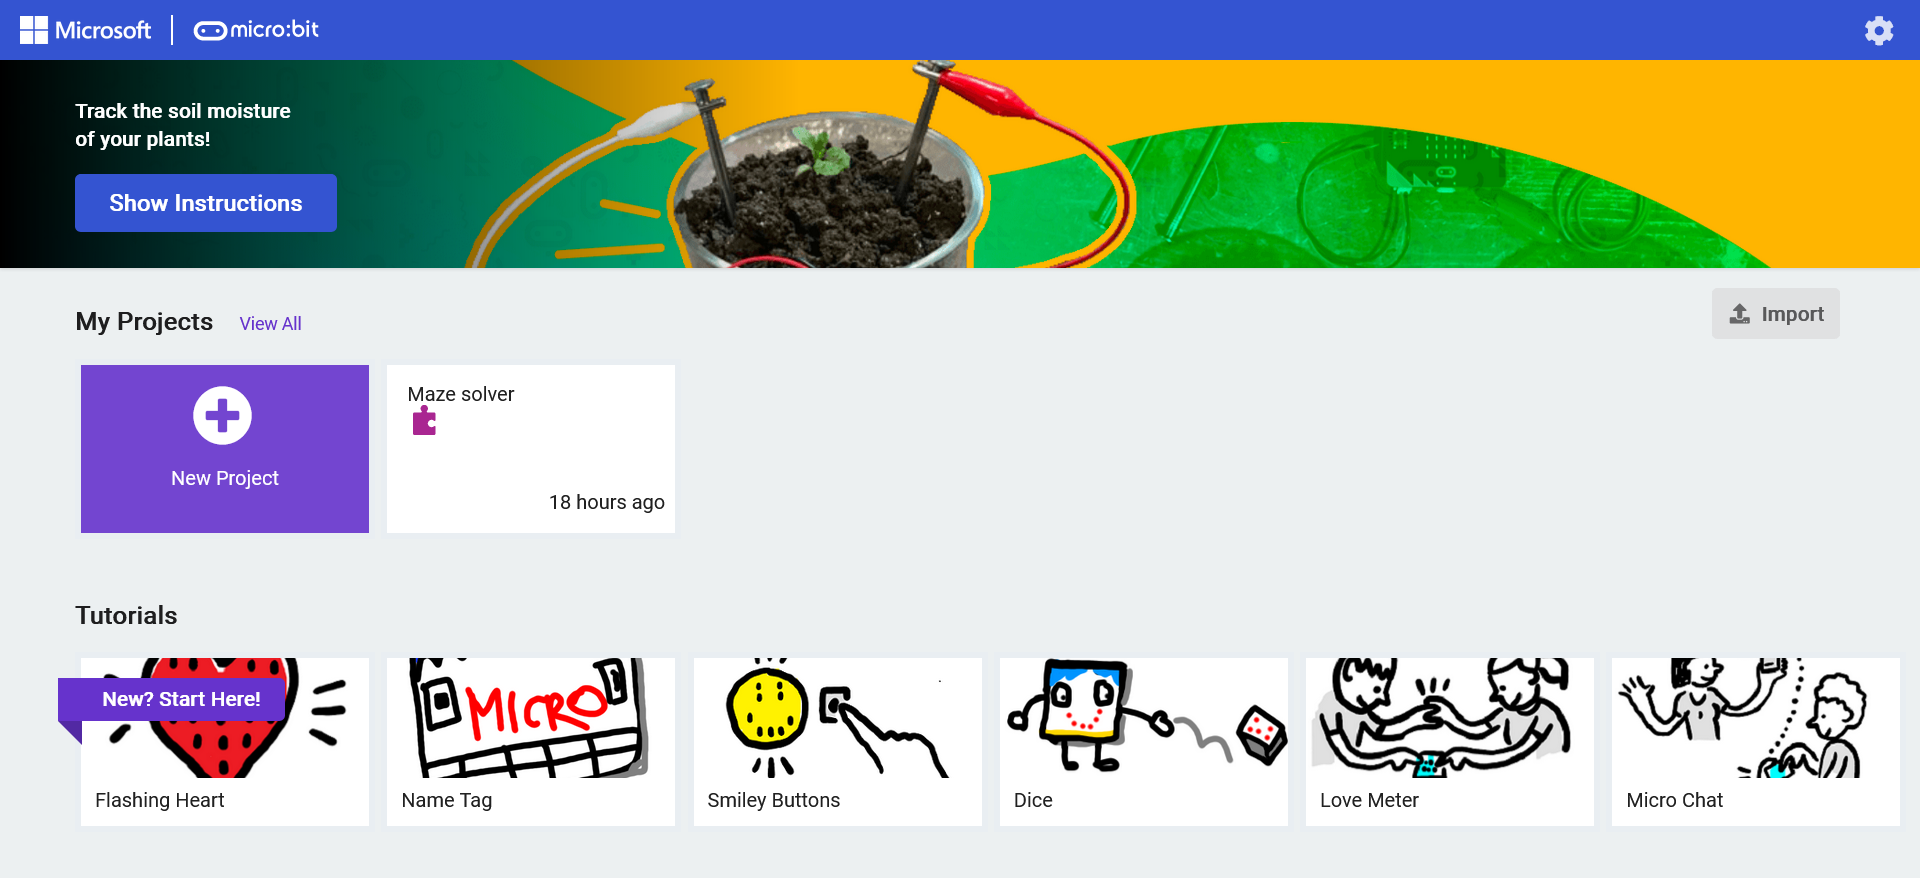 Microsoft
micro:bit
Track the soil moisture
of your plants!
Show Instructions
My Projects
View All
Import
New Project
Maze solver
18 hours ago
Tutorials
New? Start Here!
MICRO
Flashing Heart
Name Tag
Smiley Buttons
Dice
Love Meter
Micro Chat